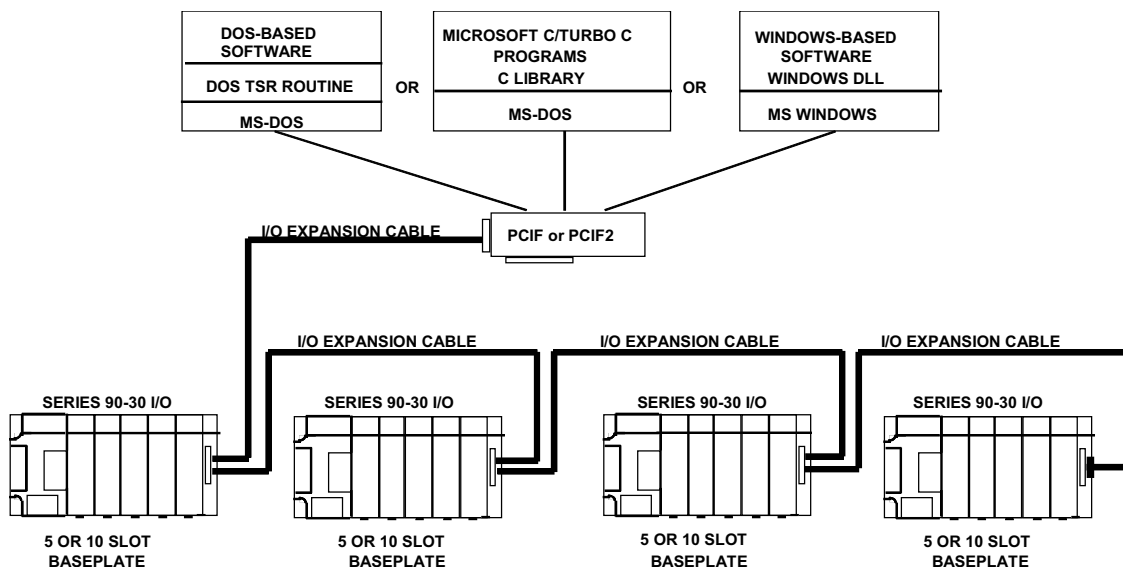 DOS-BASED
SOFTWARE
DOS TSR ROUTINE
MS-DOS
OR
MICROSOFT C/TURBO C
PROGRAMS
C LIBRARY
MS-DOS
OR
WINDOWS-BASED
SOFTWARE
WINDOWS DLL
MS WINDOWS
I/O EXPANSION CABLE
PCIF or PCIF2
I/O EXPANSION CABLE
I/O EXPANSION CABLE
I/O EXPANSION CABLE
SERIES 90-30 I/O
SERIES 90-30 I/O
SERIES 90-30 I/O
SERIES 90-30 I/O
5 OR 10 SLOT
BASEPLATE
5 OR 10 SLOT
BASEPLATE
5 OR 10 SLOT
BASEPLATE
5 OR 10 SLOT
BASEPLATE